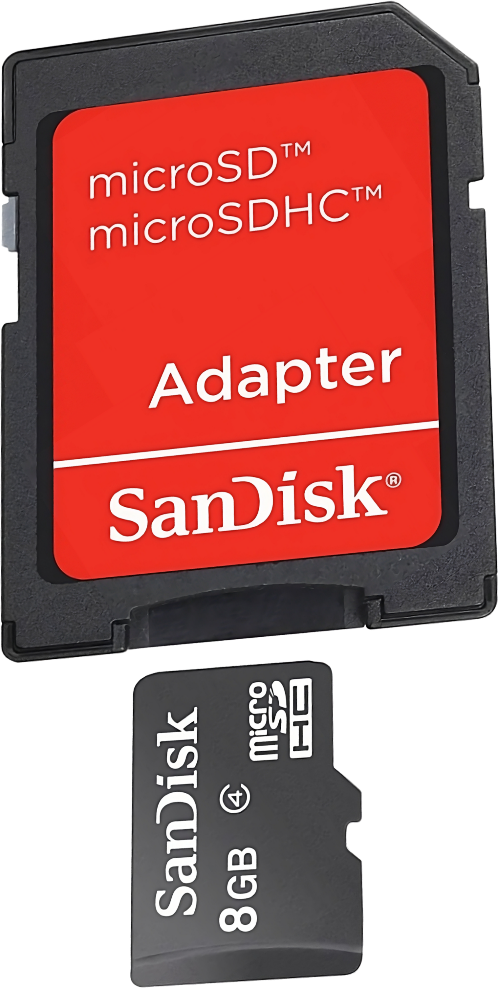 microSD™
microSDHC™
Adapter
SanDisk®
SanDisk
8GB 4
micro
SD
HC